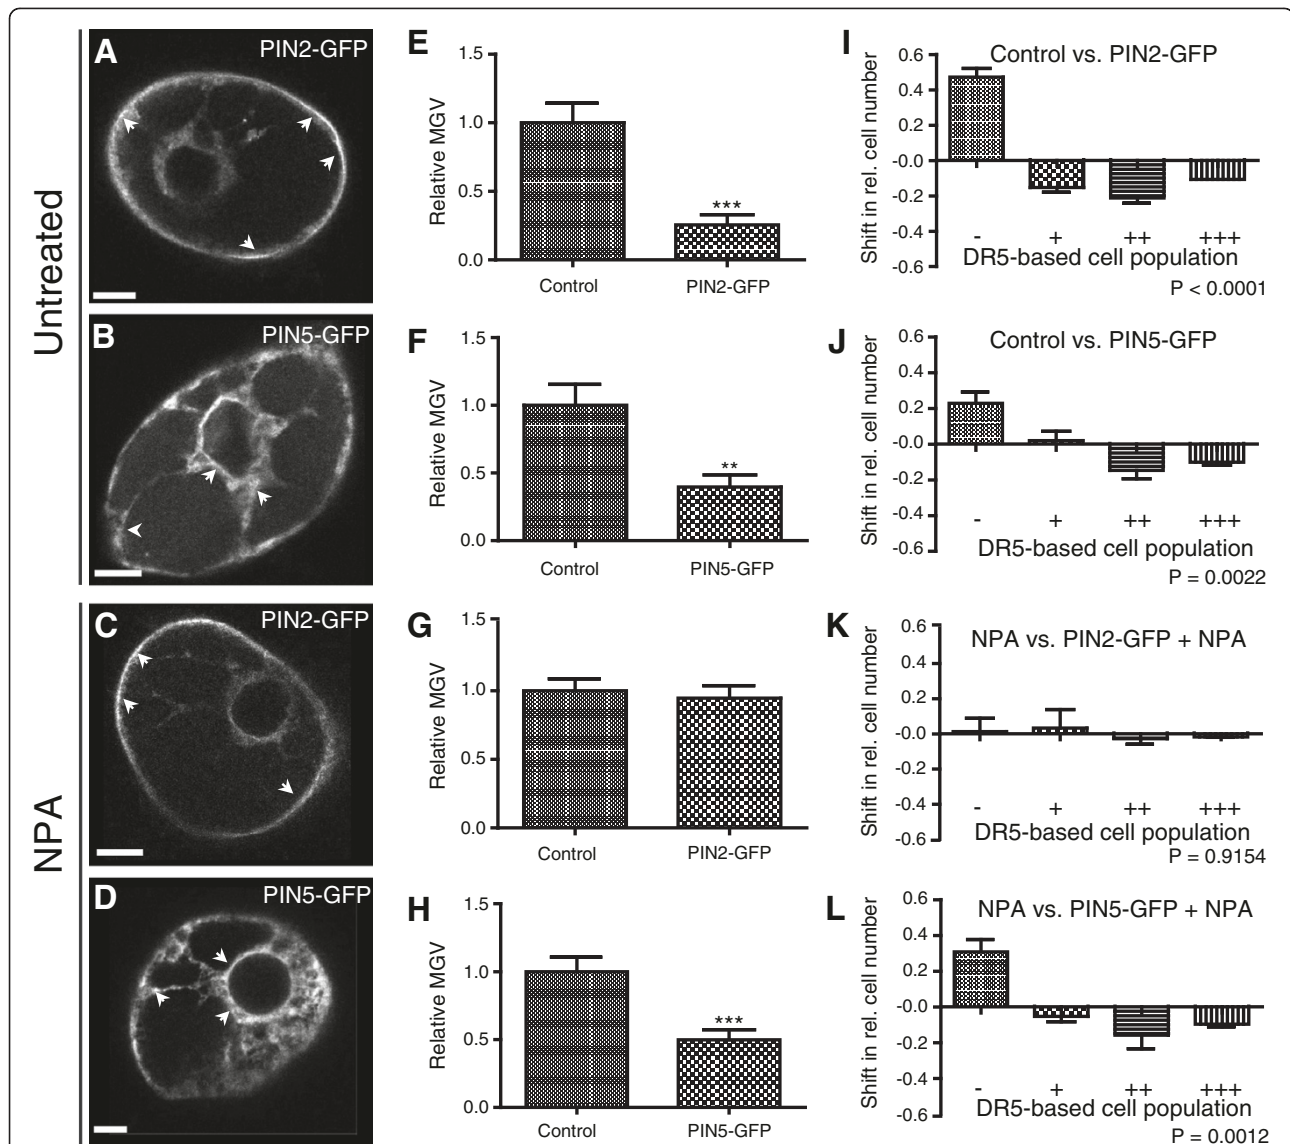 Untreated
NPA
A PIN2-GFP
B PIN5-GFP
C PIN2-GFP
D PIN5-GFP
E
Relative MGV
1.5
1.0
0.5
0.0
***
Control PIN2-GFP
F
Relative MGV
1.5
1.0
0.5
0.0
**
Control PIN5-GFP
G
Relative MGV
1.5
1.0
0.5
0.0
Control PIN2-GFP
H
Relative MGV
1.5
1.0
0.5
0.0
***
Control PIN5-GFP
I
Control vs. PIN2-GFP
Shift in rel. cell number
0.6
0.4
0.2
-0.0
-0.2
-0.4
-0.6
- + ++ +++
DR5-based cell population
P < 0.0001
J
Control vs. PIN5-GFP
Shift in rel. cell number
0.6
0.4
0.2
-0.0
-0.2
-0.4
-0.6
- + ++ +++
DR5-based cell population
P = 0.0022
K
NPA vs. PIN2-GFP + NPA
Shift in rel. cell number
0.6
0.4
0.2
-0.0
-0.2
-0.4
-0.6
- + ++ +++
DR5-based cell population
P = 0.9154
L
NPA vs. PIN5-GFP + NPA
Shift in rel. cell number
0.6
0.4
0.2
-0.0
-0.2
-0.4
-0.6
- + ++ +++
DR5-based cell population
P = 0.0012